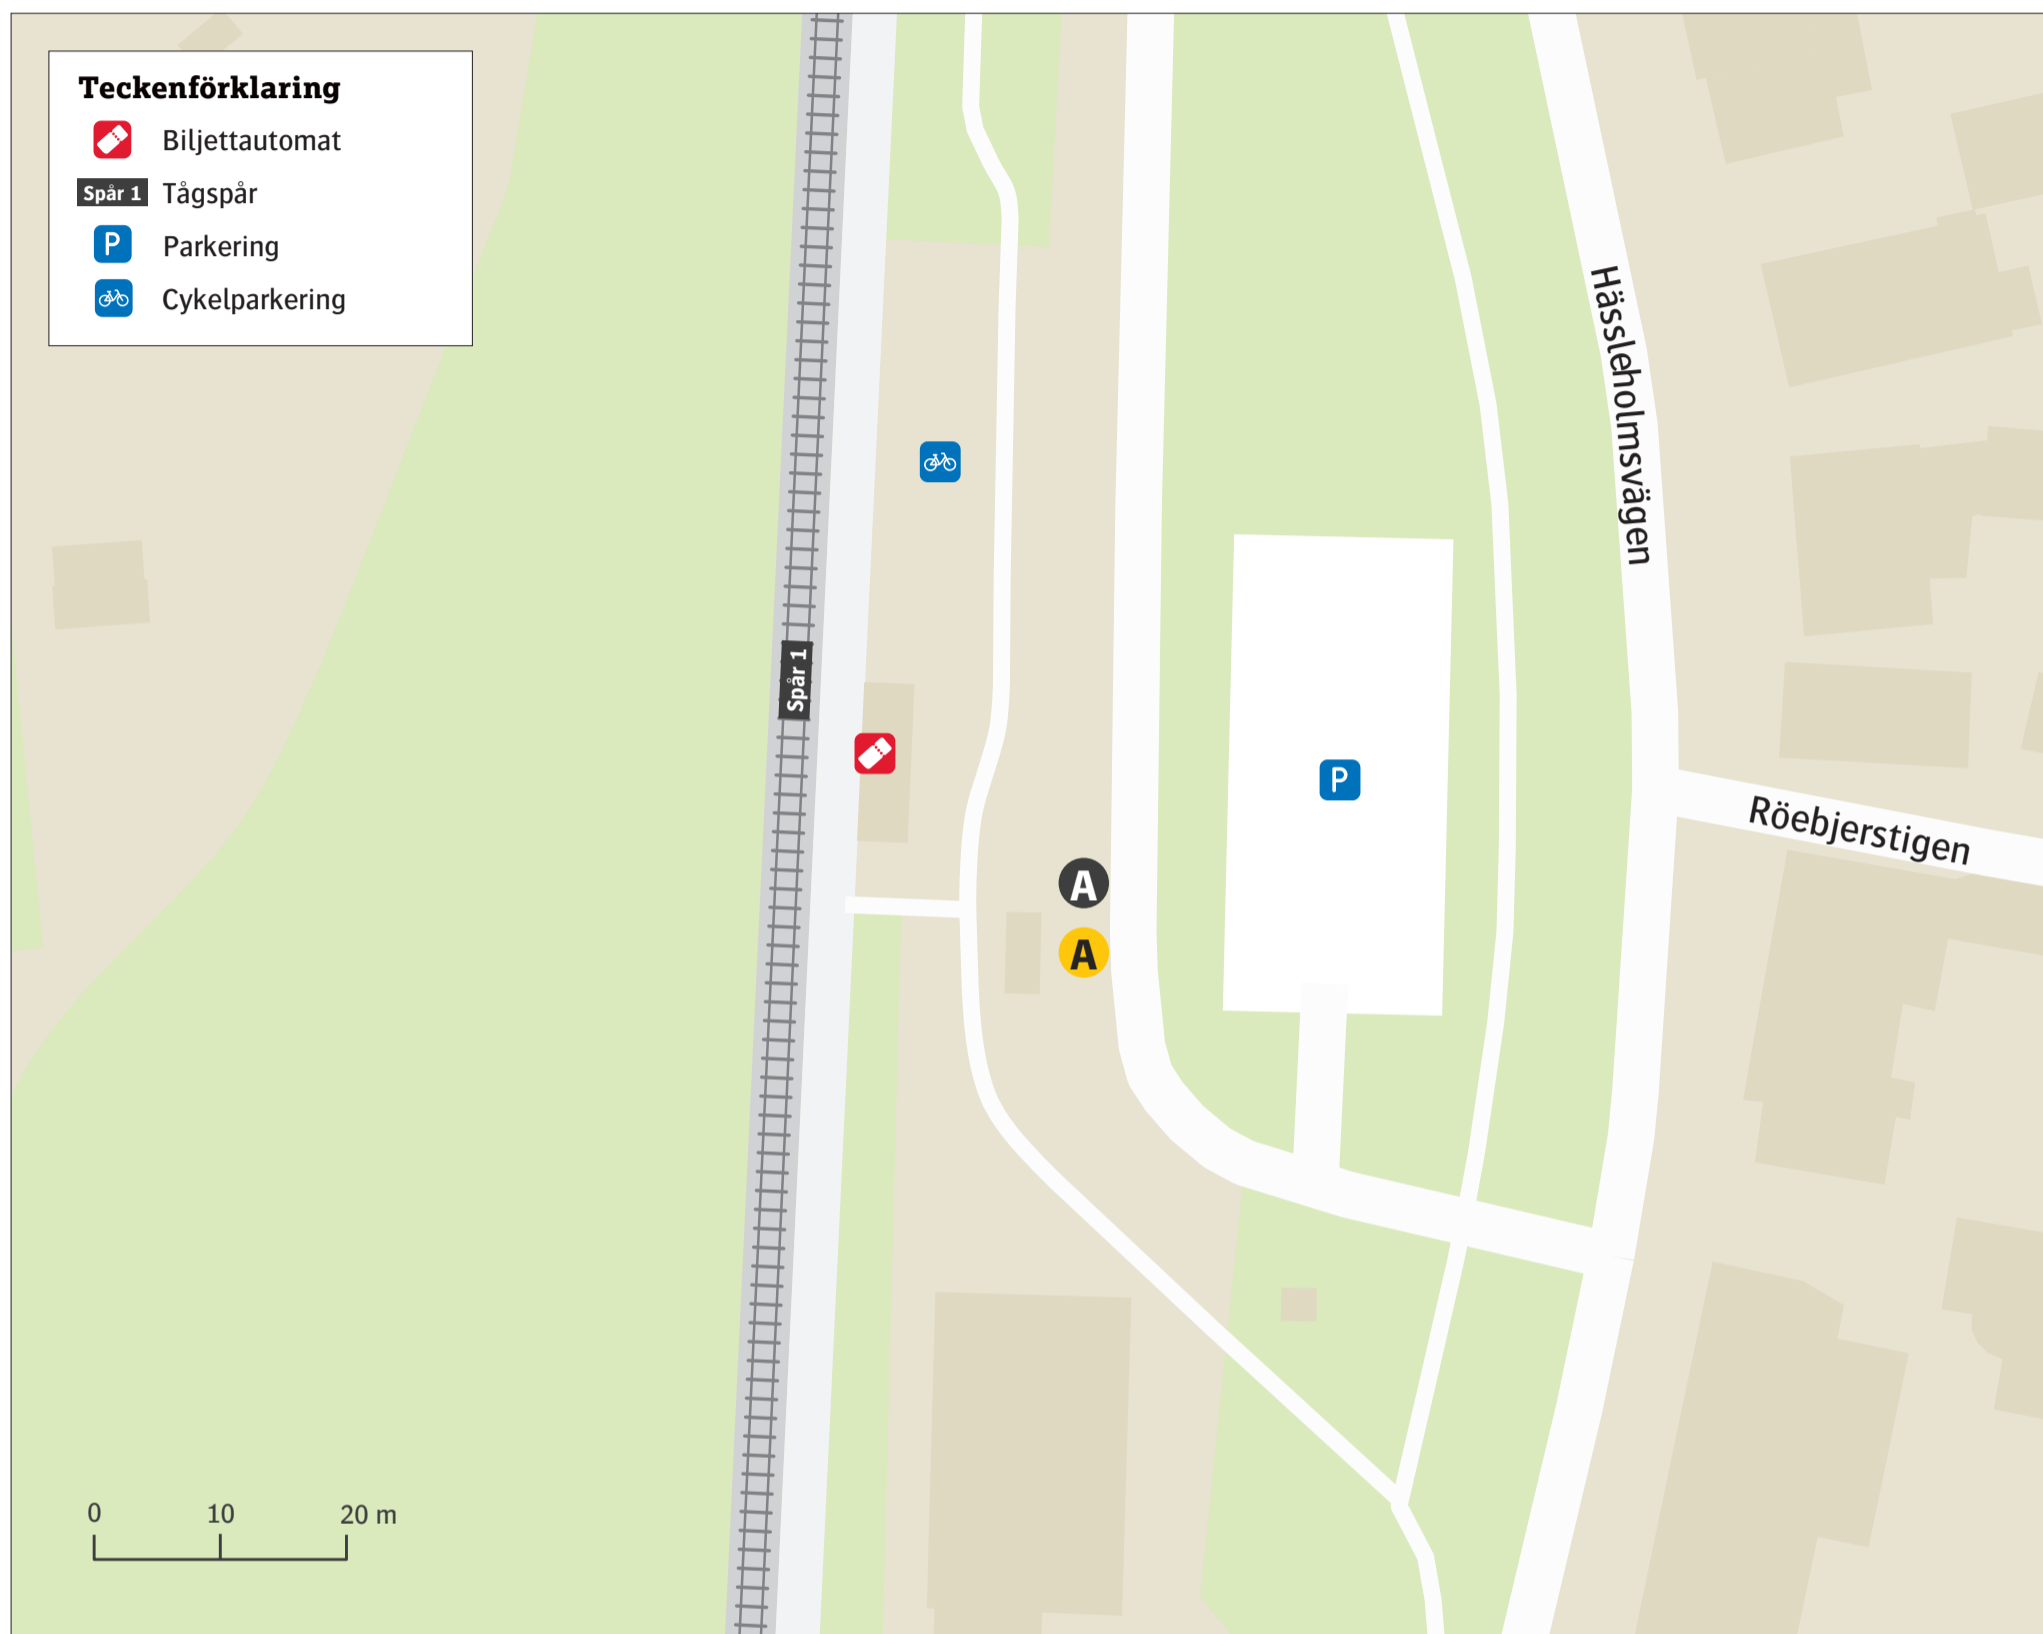 Teckenförklaring
Biljettautomat
Spår 1 Tågspår
P Parkering
Cykelparkering
Hässleholmsvägen
Spår 1
P
Röebjerstigen
A
A
0 10 20 m